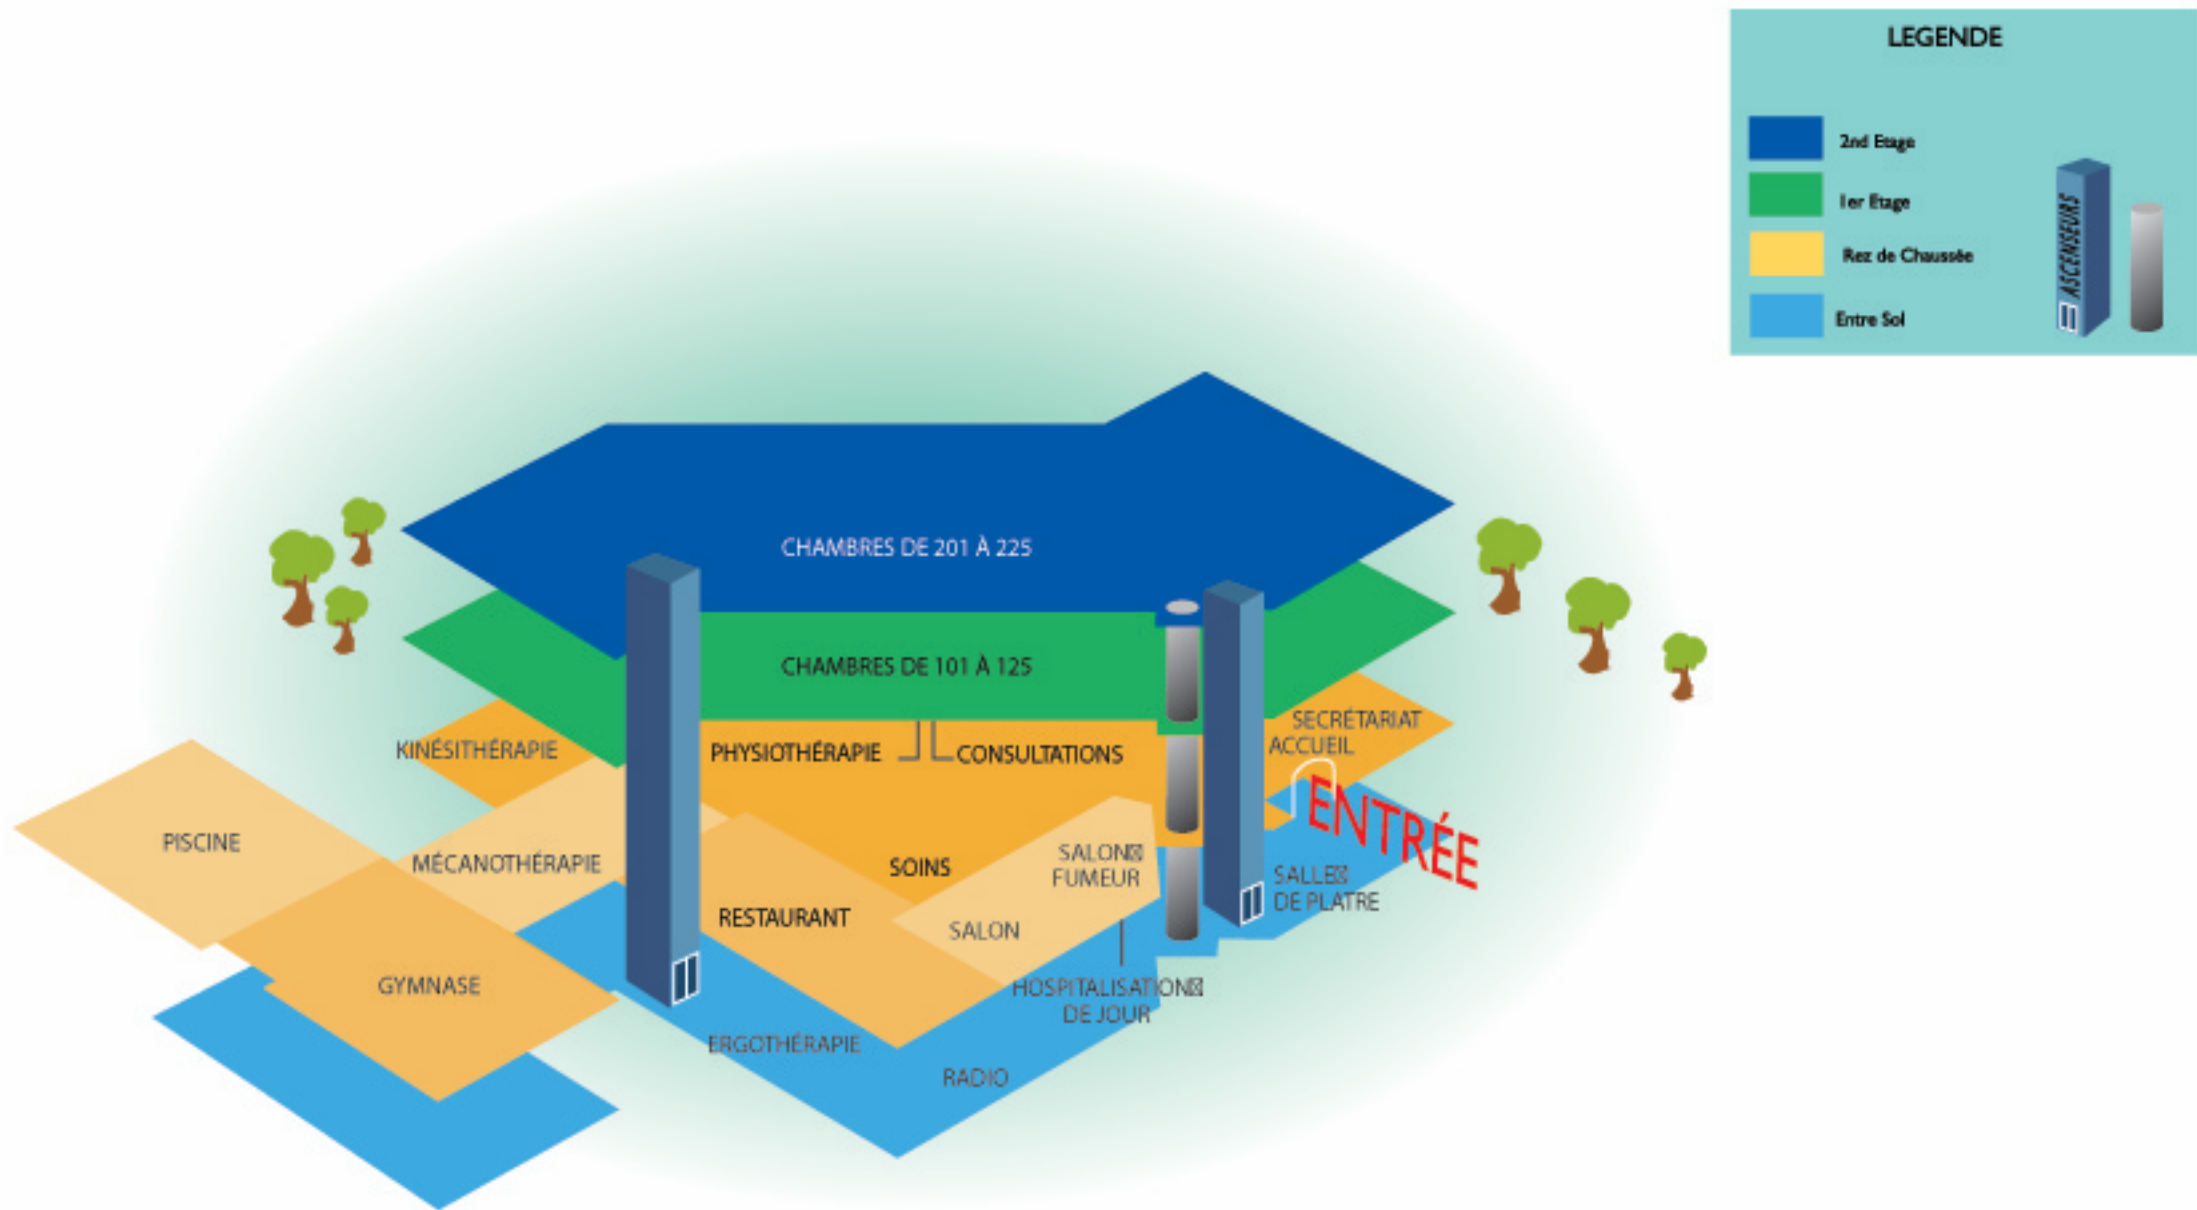 LEGENDE
2nd Etage
1er Etage
Rez de Chaussée
Entre Sol
ASCENSEURS
CHAMBRES DE 201 À 225
CHAMBRES DE 101 À 125
KINÉSITHÉRAPIE
PHYSIOTHÉRAPIE
CONSULTATIONS
SECRÉTARIAT
ACCUEIL
ENTRÉE
PISCINE
MÉCANOTHÉRAPIE
SOINS
SALON
FUMEUR
SALLE
DE PLATRE
RESTAURANT
SALON
GYMNASE
HOSPITALISATION
DE JOUR
ERGOTHÉRAPIE
RADIO